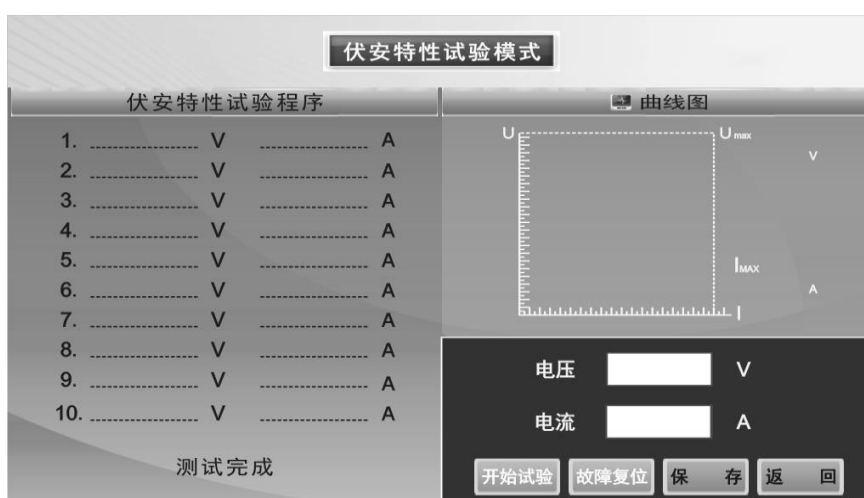 伏安特性试验模式
伏安特性试验程序
1. V A
2. V A
3. V A
4. V A
5. V A
6. V A
7. V A
8. V A
9. V A
10. V A
测试完成
曲线图
U Umax
V
IMAX
A
I
电压 V
电流 A
开始试验 故障复位 保 存 返 回